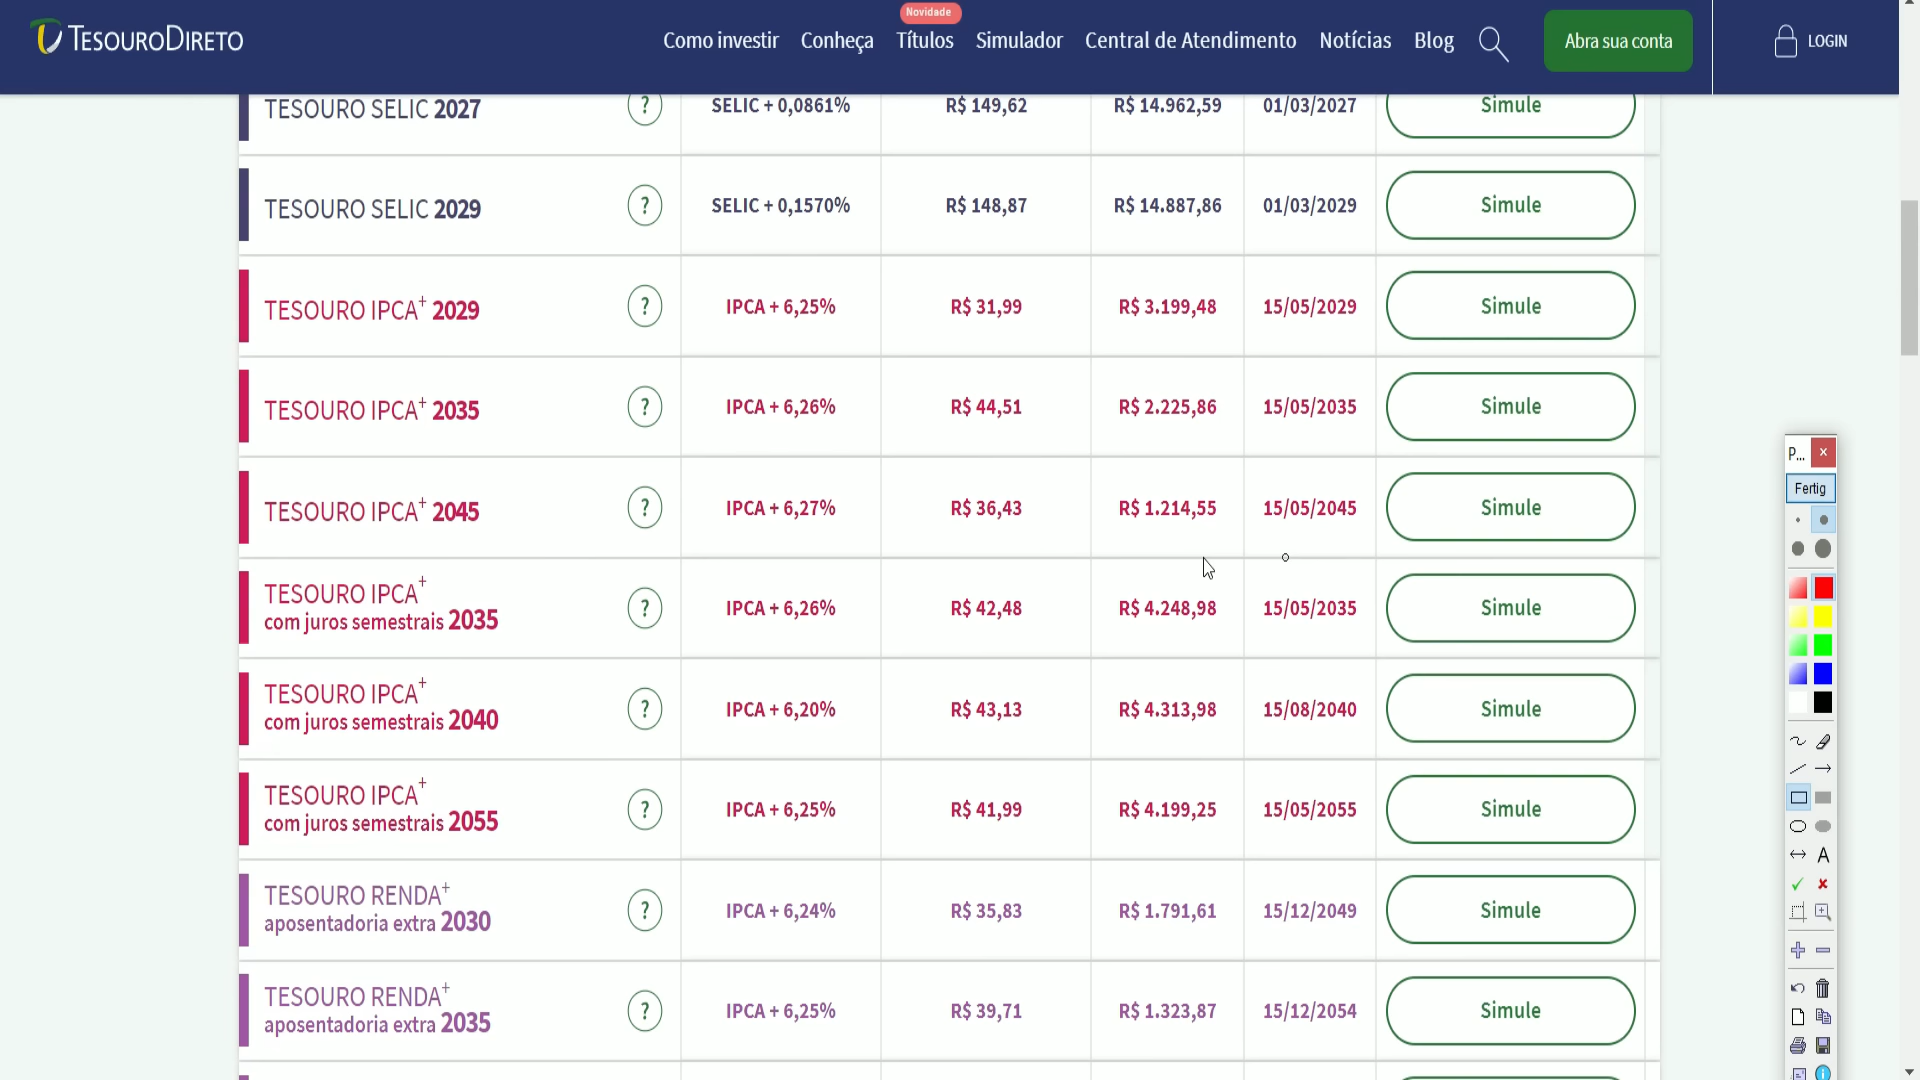 Novidade
TESOURODIRETO Como investir Conheça Títulos Simulador Central de Atendimento Notícias Blog Abra sua conta LOGIN
TESOURO SELIC 2027 ? SELIC + 0,0861% R$ 149,62 R$ 14.962,59 01/03/2027 Simule
TESOURO SELIC 2029 ? SELIC + 0,1570% R$ 148,87 R$ 14.887,86 01/03/2029 Simule
TESOURO IPCA+ 2029 ? IPCA + 6,25% R$ 31,99 R$ 3.199,48 15/05/2029 Simule
TESOURO IPCA+ 2035 ? IPCA + 6,26% R$ 44,51 R$ 2.225,86 15/05/2035 Simule
TESOURO IPCA+ 2045 ? IPCA + 6,27% R$ 36,43 R$ 1.214,55 15/05/2045 Simule
TESOURO IPCA+
com juros semestrais 2035 ? IPCA + 6,26% R$ 42,48 R$ 4.248,98 15/05/2035 Simule
TESOURO IPCA+
com juros semestrais 2040 ? IPCA + 6,20% R$ 43,13 R$ 4.313,98 15/08/2040 Simule
TESOURO IPCA+
com juros semestrais 2055 ? IPCA + 6,25% R$ 41,99 R$ 4.199,25 15/05/2055 Simule
TESOURO RENDA+
aposentadoria extra 2030 ? IPCA + 6,24% R$ 35,83 R$ 1.791,61 15/12/2049 Simule
TESOURO RENDA+
aposentadoria extra 2035 ? IPCA + 6,25% R$ 39,71 R$ 1.323,87 15/12/2054 Simule
P...
Fertig
A